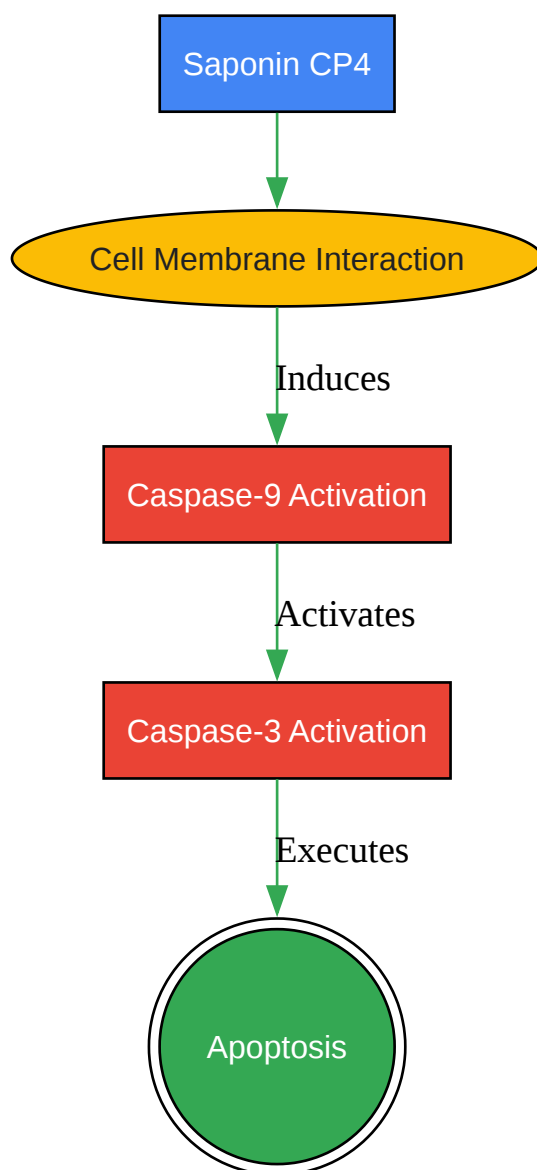 Saponin CP4
Cell Membrane Interaction
Induces
Caspase-9 Activation
Activates
Caspase-3 Activation
Executes
Apoptosis